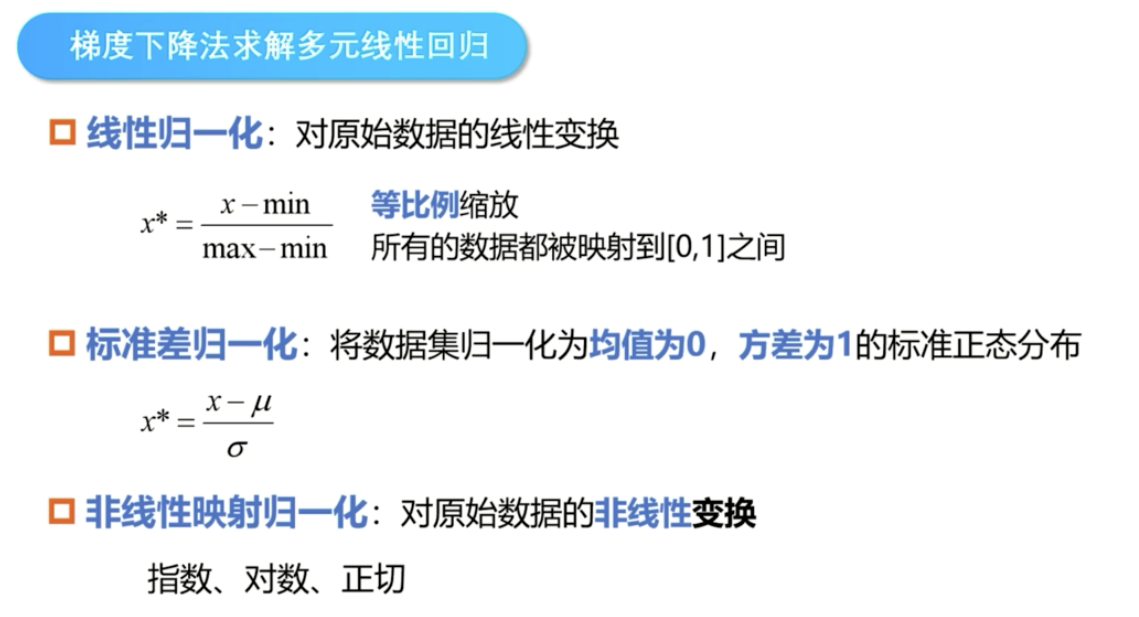 梯度下降法求解多元线性回归
线性归一化：对原始数据的线性变换
x* = (x − min) / (max − min)
等比例缩放
所有的数据都被映射到[0,1]之间
标准差归一化：将数据集归一化为均值为0，方差为1的标准正态分布
x* = (x − μ) / σ
非线性映射归一化：对原始数据的非线性变换
指数、对数、正切